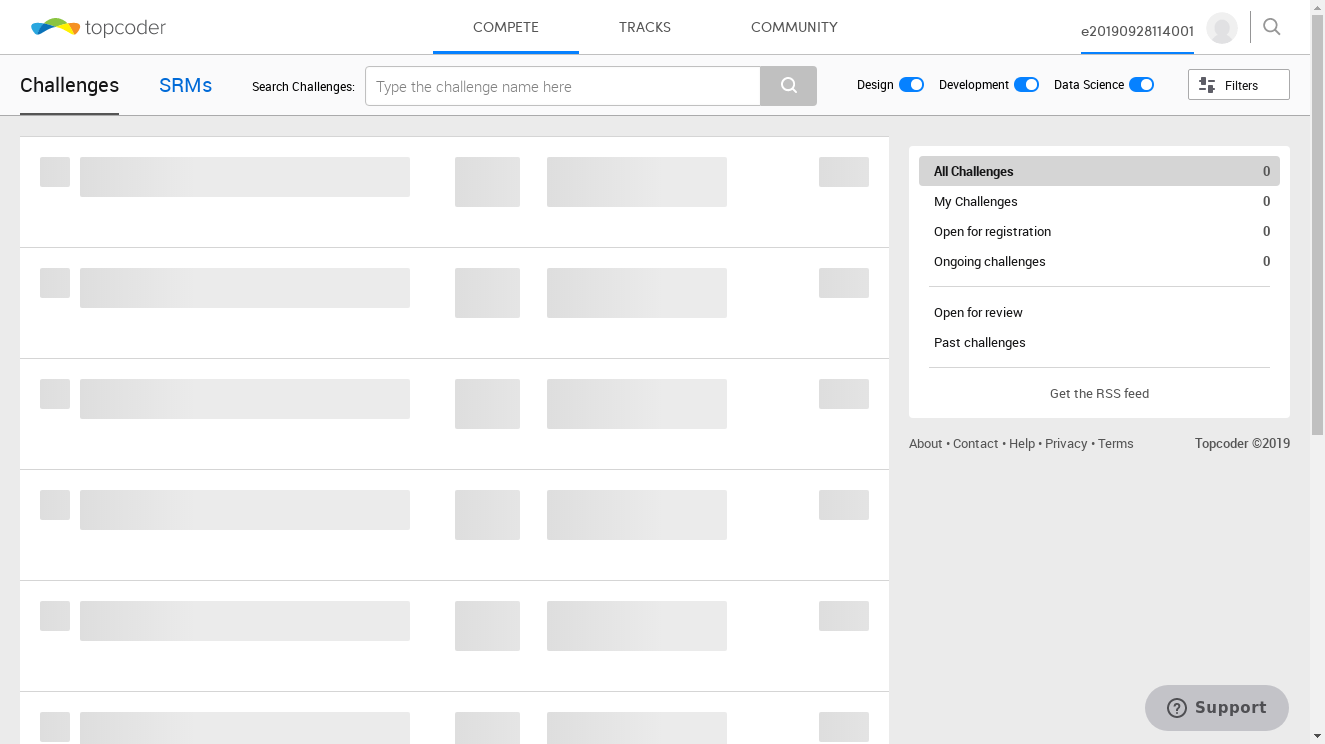 topcoder
COMPETE
TRACKS
COMMUNITY
e20190928114001
Challenges
SRMs
Search Challenges:
Type the challenge name here
Design
Development
Data Science
Filters
All Challenges 0
My Challenges 0
Open for registration 0
Ongoing challenges 0
Open for review
Past challenges
Get the RSS feed
About • Contact • Help • Privacy • Terms
Topcoder ©2019
Support